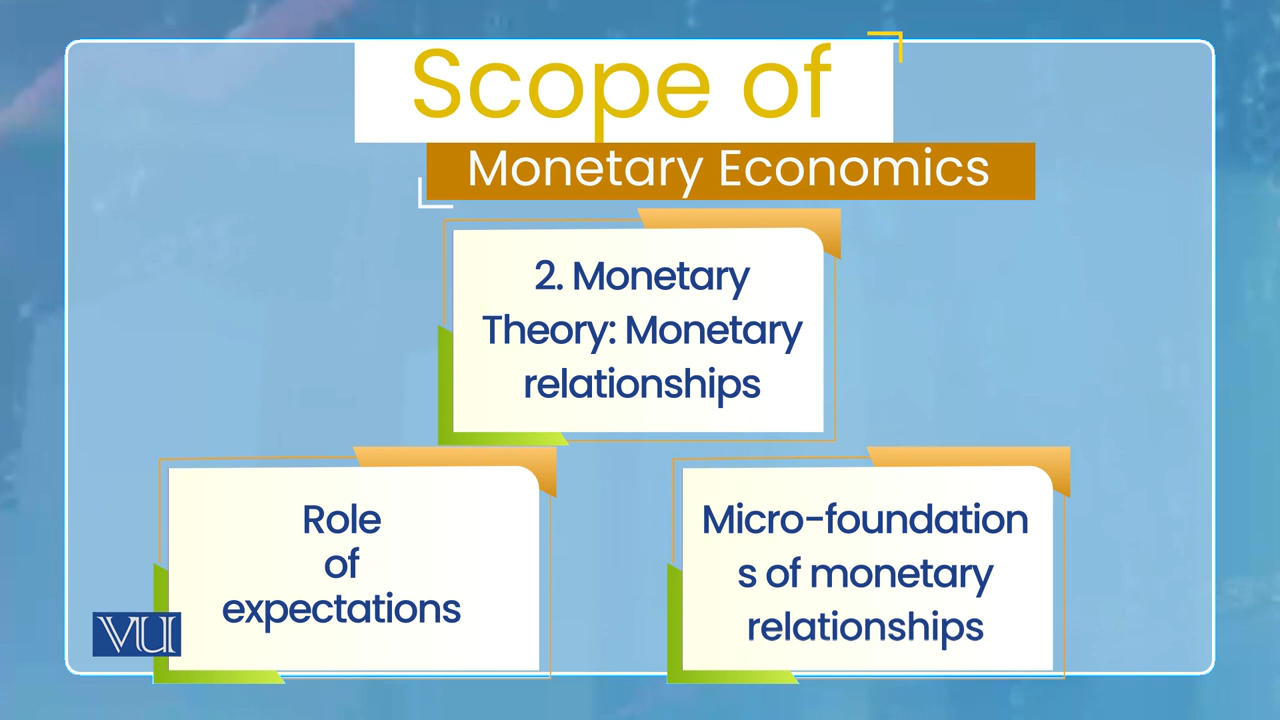 Scope of
Monetary Economics
2. Monetary
Theory: Monetary
relationships
Role
of
expectations
Micro-foundation
s of monetary
relationships
VU